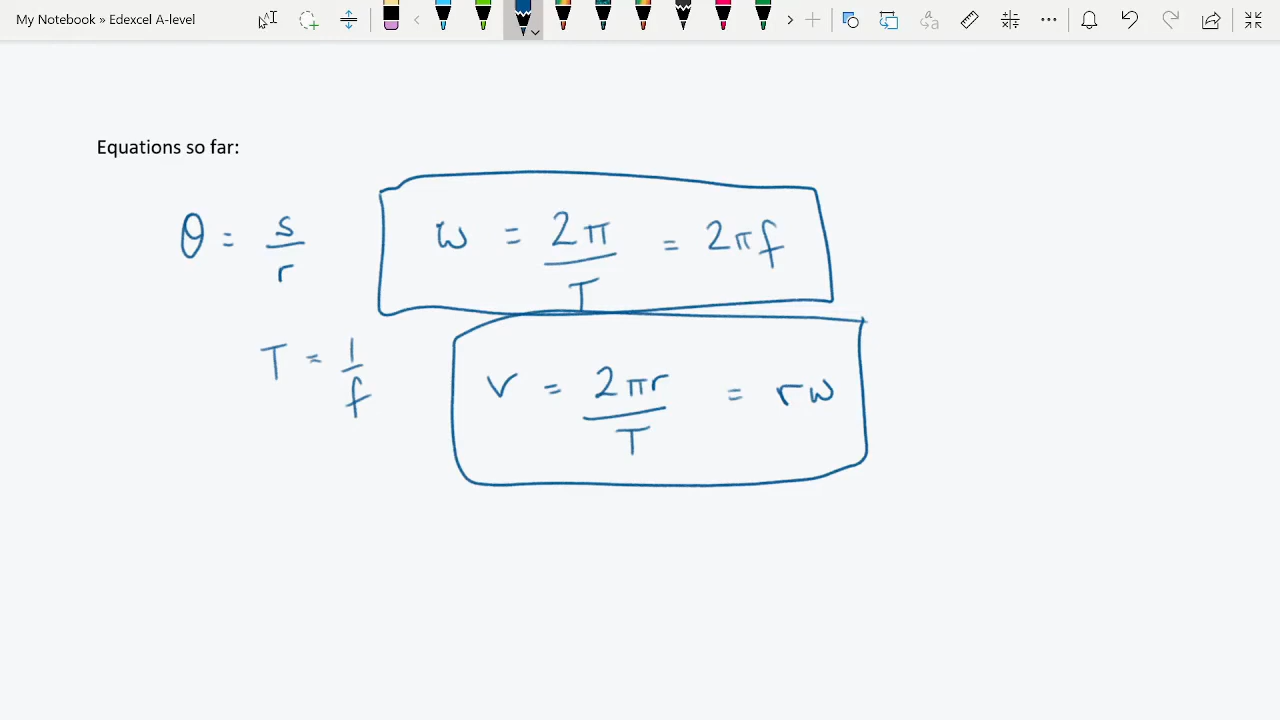 My Notebook » Edexcel A-level
Equations so far:
θ = s/r
ω = 2π/T = 2πf
T = 1/f
v = 2πr/T = rω